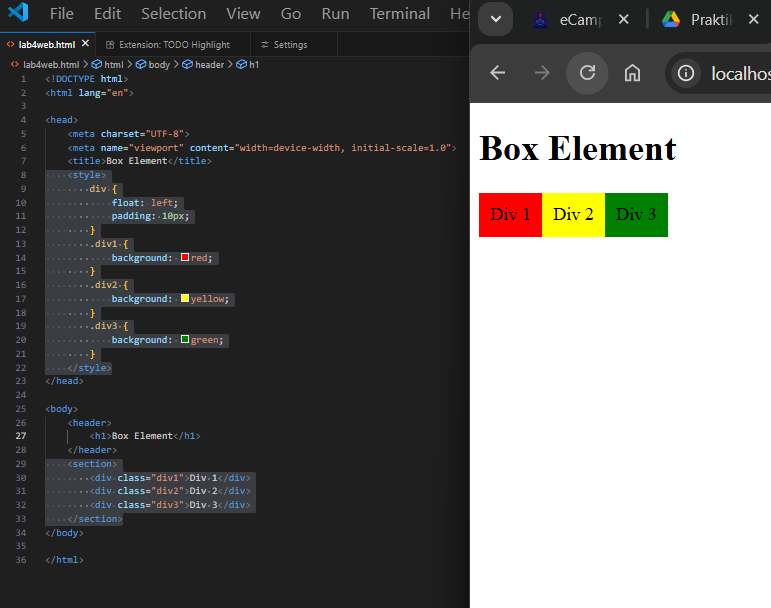 File Edit Selection View Go Run Terminal He
lab4web.html Extension: TODO Highlight Settings
lab4web.html > html > body > header > h1
1 <!DOCTYPE html>
2 <html lang="en">
3
4 <head>
5 <meta charset="UTF-8">
6 <meta name="viewport" content="width=device-width, initial-scale=1.0">
7 <title>Box Element</title>
8 <style>
9 div {
10 float: left;
11 padding: 10px;
12 }
13 .div1 {
14 background: red;
15 }
16 .div2 {
17 background: yellow;
18 }
19 .div3 {
20 background: green;
21 }
22 </style>
23 </head>
24
25 <body>
26 <header>
27 <h1>Box Element</h1>
28 </header>
29 <section>
30 <div class="div1">Div 1</div>
31 <div class="div2">Div 2</div>
32 <div class="div3">Div 3</div>
33 </section>
34 </body>
35
36 </html>
eCamp Praktik
localhos
Box Element
Div 1 Div 2 Div 3